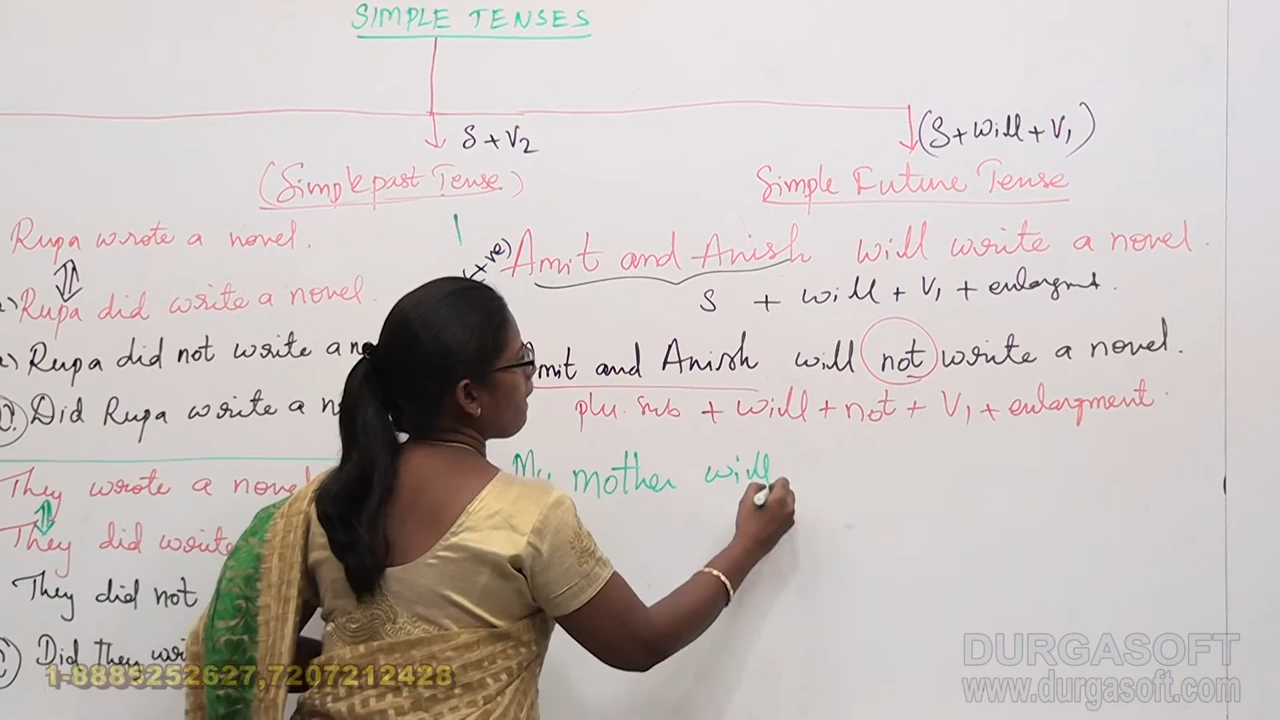 SIMPLE TENSES
S + V2
(S + will + V1)
(Simple past Tense)
Simple Future Tense
Rupa wrote a novel.
Rupa did write a novel.
Rupa did not write a
Did Rupa write a
They wrote a novel
They did write
They did not
Did they
(+ve) Amit and Anish will write a novel.
S + will + V1 + enlargmt.
and Anish will not write a novel.
plu. sub + will + not + V1 + enlargment.
My mother will
1-8885252627,7207212428
DURGASOFT
www.durgasoft.com